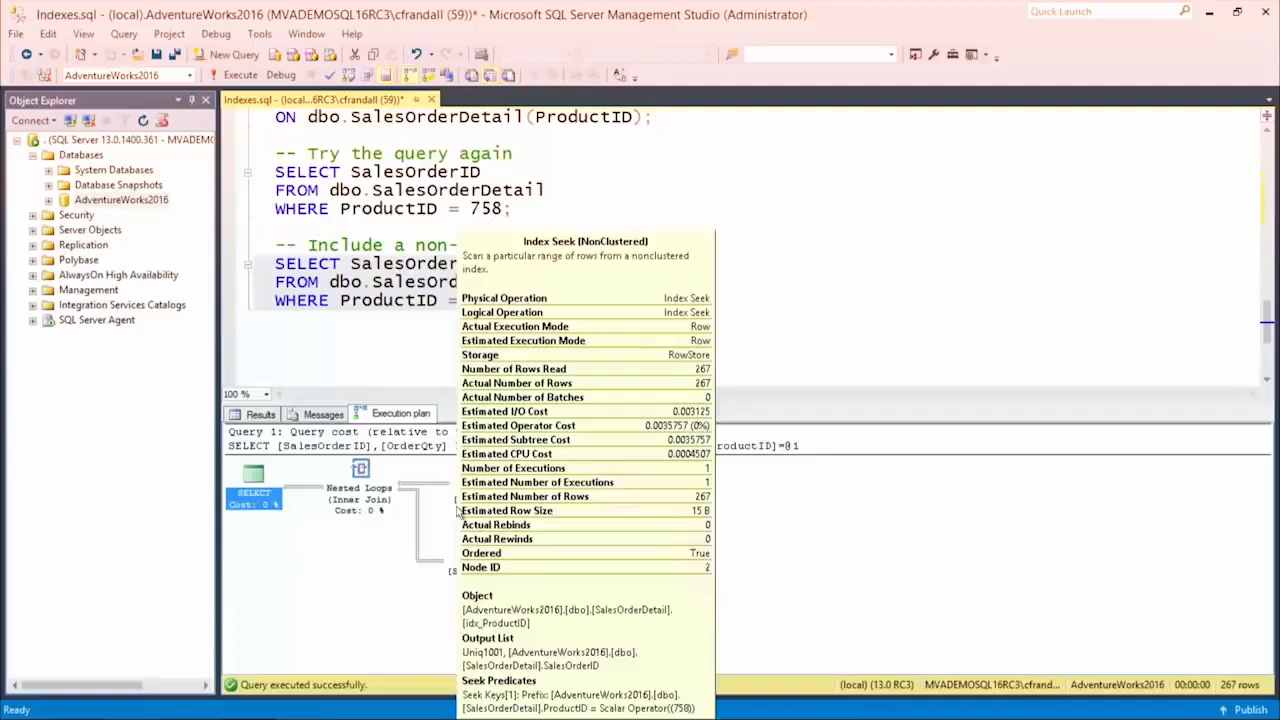 Indexes.sql - (local).AdventureWorks2016 (MVADEMOSQL16RC3\cfrandall (59))* - Microsoft SQL Server Management Studio (Administrator)
Quick Launch
File Edit View Query Project Debug Tools Window Help
New Query
AdventureWorks2016 Execute Debug
Object Explorer
Indexes.sql - (local...6RC3\cfrandall (59))*
Connect
. (SQL Server 13.0.1400.361 - MVADEMO
Databases
System Databases
Database Snapshots
AdventureWorks2016
Security
Server Objects
Replication
Polybase
AlwaysOn High Availability
Management
Integration Services Catalogs
SQL Server Agent
ON dbo.SalesOrderDetail(ProductID);
-- Try the query again
SELECT SalesOrderID
FROM dbo.SalesOrderDetail
WHERE ProductID = 758;
-- Include a non-
SELECT SalesOrder
FROM dbo.SalesOrd
WHERE ProductID =
100 %
Results Messages Execution plan
Query 1: Query cost (relative to
SELECT [SalesOrderID],[OrderQty]
roductID]=@1
SELECT
Cost: 0 %
Nested Loops
(Inner Join)
Cost: 0 %
[S
Index Seek (NonClustered)
Scan a particular range of rows from a nonclustered
index.
Physical Operation Index Seek
Logical Operation Index Seek
Actual Execution Mode Row
Estimated Execution Mode Row
Storage RowStore
Number of Rows Read 267
Actual Number of Rows 267
Actual Number of Batches 0
Estimated I/O Cost 0.003125
Estimated Operator Cost 0.0035757 (0%)
Estimated Subtree Cost 0.0035757
Estimated CPU Cost 0.0004507
Number of Executions 1
Estimated Number of Executions 1
Estimated Number of Rows 267
Estimated Row Size 15 B
Actual Rebinds 0
Actual Rewinds 0
Ordered True
Node ID 2
Object
[AdventureWorks2016].[dbo].[SalesOrderDetail].
[idx_ProductID]
Output List
Uniq1001, [AdventureWorks2016].[dbo].
[SalesOrderDetail].SalesOrderID
Seek Predicates
Seek Keys[1]: Prefix: [AdventureWorks2016].[dbo].
[SalesOrderDetail].ProductID = Scalar Operator((758))
Query executed successfully.
(local) (13.0 RC3) MVADEMOSQL16RC3\cfrand... AdventureWorks2016 00:00:00 267 rows
Ready
Publish